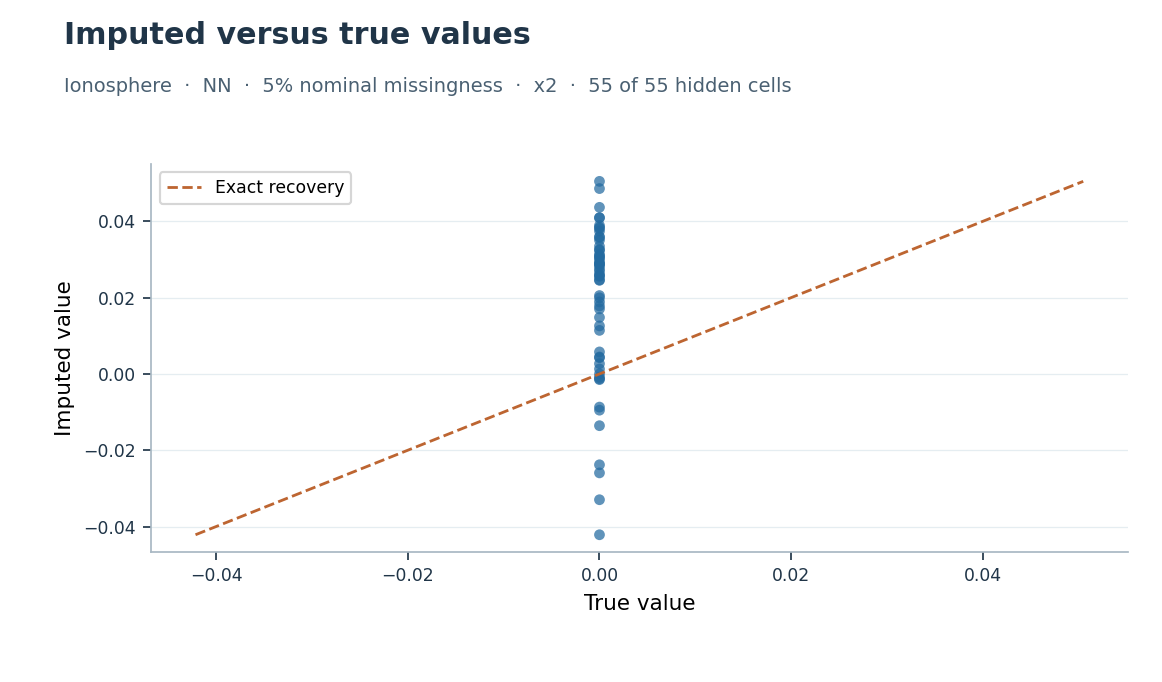 Imputed versus true values
Ionosphere · NN · 5% nominal missingness · x2 · 55 of 55 hidden cells
Exact recovery
Imputed value
0.04
0.02
0.00
−0.02
−0.04
−0.04
−0.02
0.00
0.02
0.04
True value